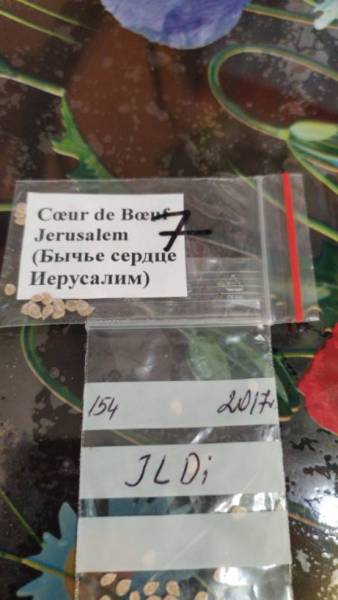 Cœur de Bœuf
Jerusalem
(Бычье сердце
Иерусалим)
7
154 2017г
JLDi